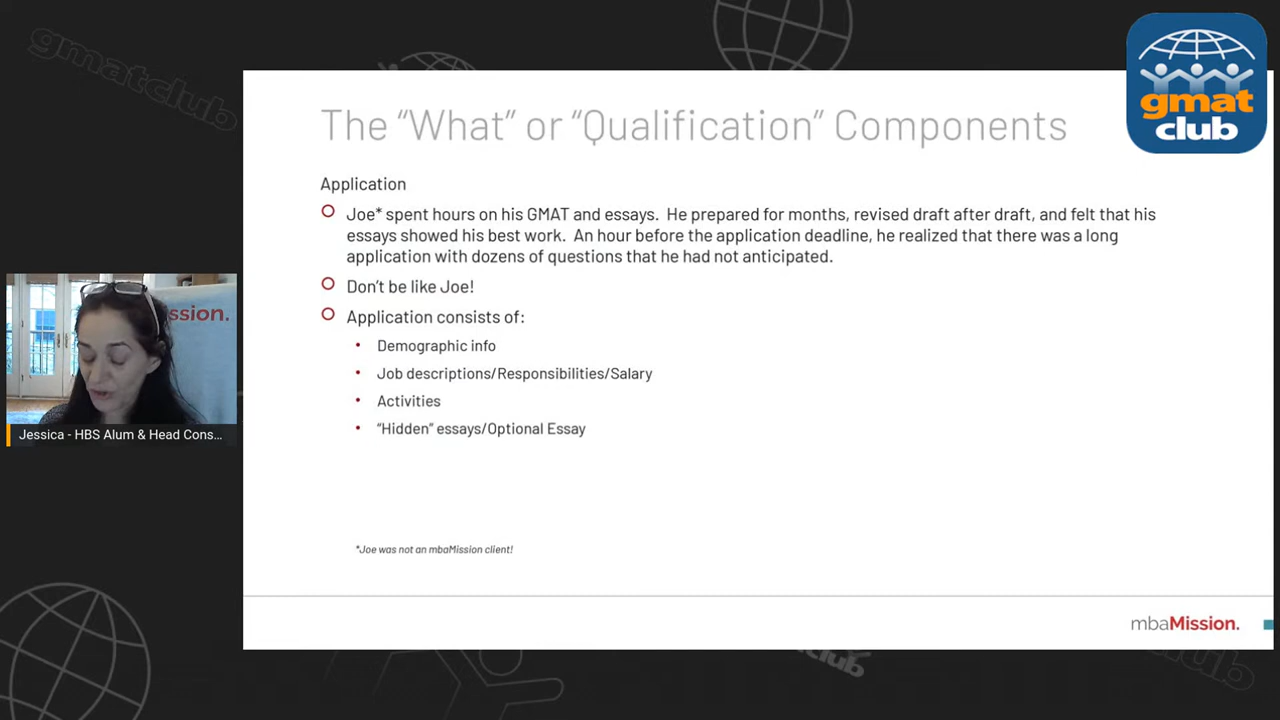 gmatclub
gmat
club
The “What” or “Qualification” Components
Application
Joe* spent hours on his GMAT and essays. He prepared for months, revised draft after draft, and felt that his
essays showed his best work. An hour before the application deadline, he realized that there was a long
application with dozens of questions that he had not anticipated.
Don’t be like Joe!
Application consists of:
• Demographic info
• Job descriptions/Responsibilities/Salary
• Activities
• “Hidden” essays/Optional Essay
ssion.
Jessica - HBS Alum & Head Cons...
*Joe was not an mbaMission client!
mbaMission.
club